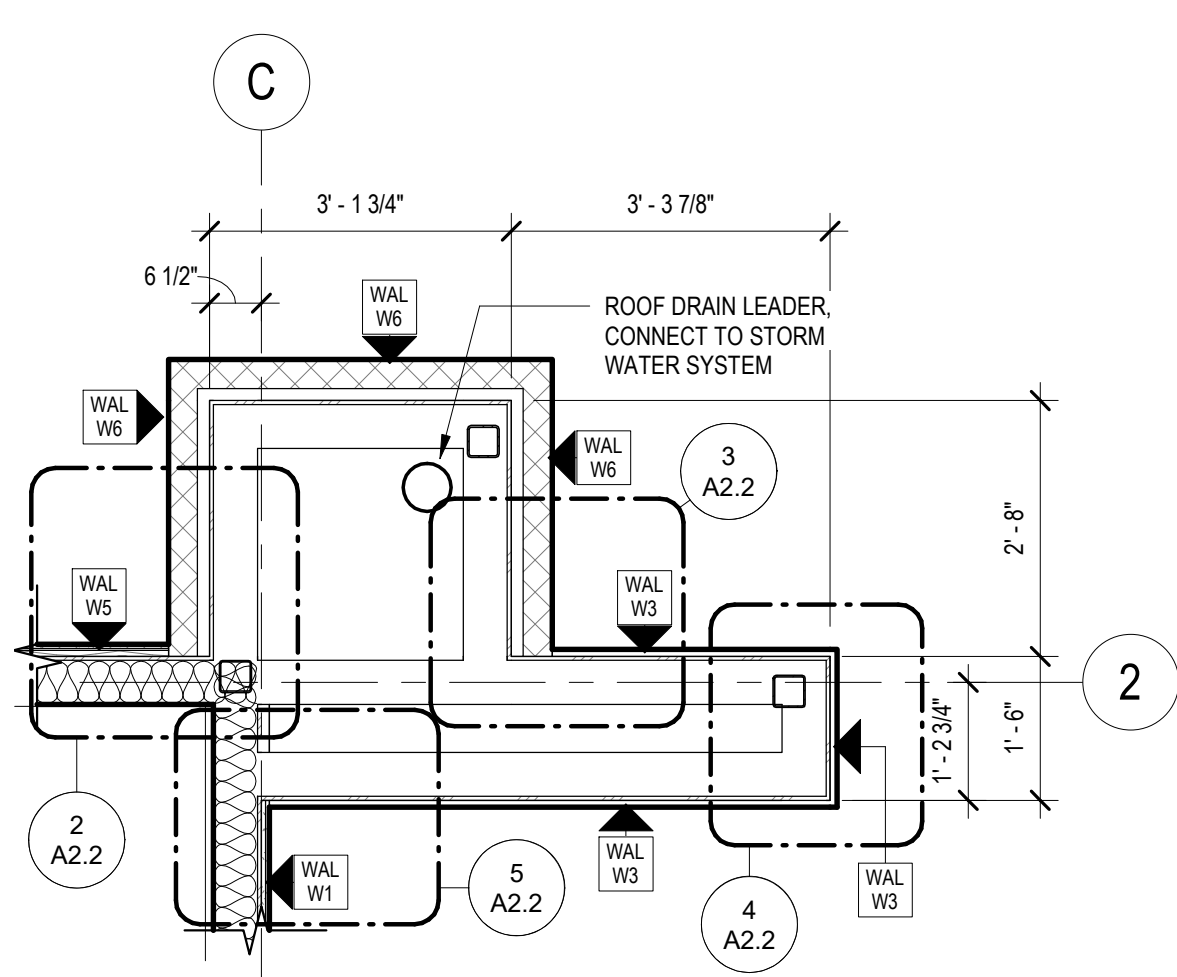 C
3' - 1 3/4"
3' - 3 7/8"
6 1/2"
WAL
W6
ROOF DRAIN LEADER,
CONNECT TO STORM
WATER SYSTEM
WAL
W6
WAL
W6
3
A2.2
2' - 8"
WAL
W5
WAL
W3
2
1' - 2 3/4"
1' - 6"
2
A2.2
WAL
W1
5
A2.2
WAL
W3
4
A2.2
WAL
W3